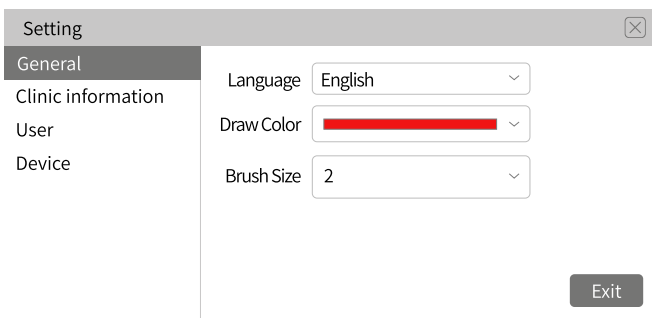 Setting
General
Clinic information
User
Device
Language English
Draw Color
Brush Size 2
Exit